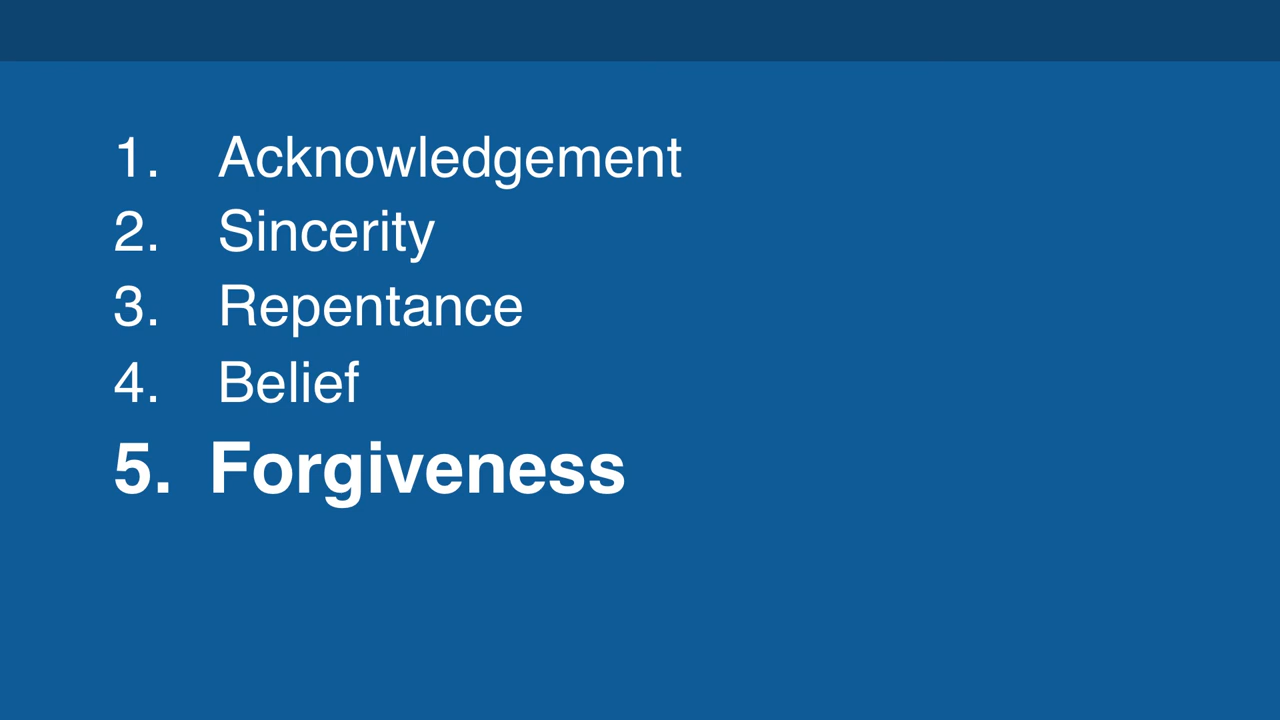 1. Acknowledgement
2. Sincerity
3. Repentance
4. Belief
5. Forgiveness